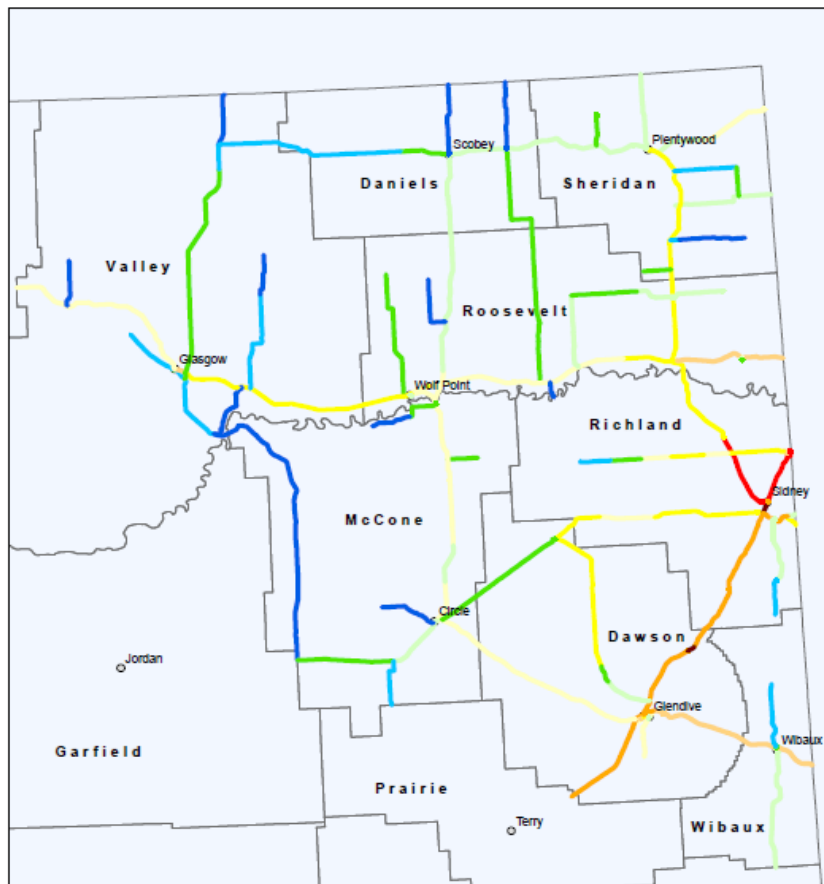 Scobey
Plentywood
Daniels
Sheridan
Valley
Roosevelt
Glasgow
Wolf Point
Richland
Sidney
McCone
Circle
Dawson
Jordan
Glendive
Garfield
Wibaux
Prairie
Terry
Wibaux